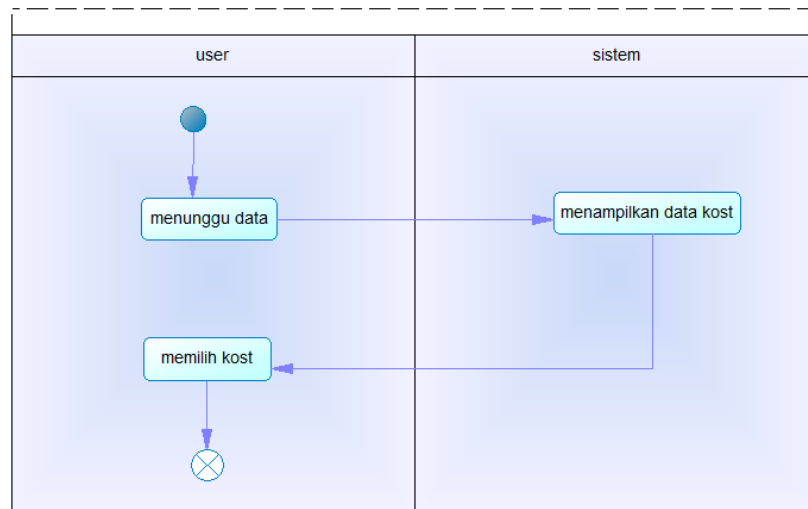 user
sistem
menunggu data
menampilkan data kost
memilih kost